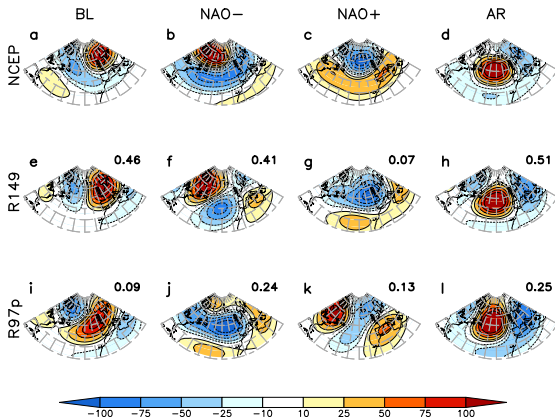 BL NAO− NAO+ AR
NCEP
a b c d
R149
e 0.46 f 0.41 g 0.07 h 0.51
R97p
i 0.09 j 0.24 k 0.13 l 0.25
−100 −75 −50 −25 −10 10 25 50 75 100